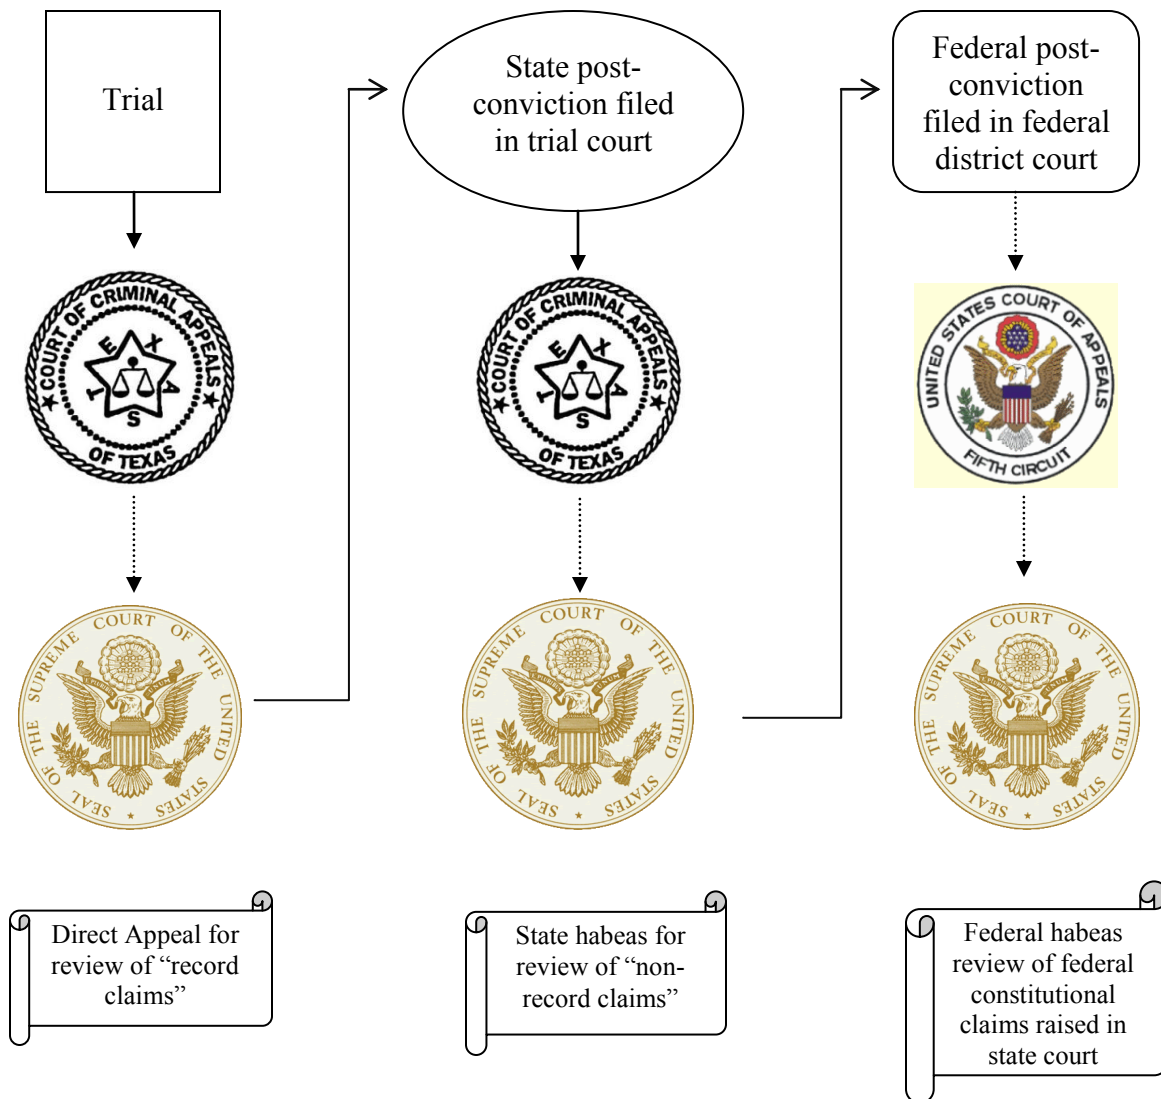 Trial
State post-
conviction filed
in trial court
Federal post-
conviction
filed in federal
district court
COURT OF CRIMINAL APPEALS
TEXAS
OF TEXAS
COURT OF CRIMINAL APPEALS
TEXAS
OF TEXAS
UNITED STATES COURT OF APPEALS
FIFTH CIRCUIT
SEAL OF THE SUPREME COURT OF THE UNITED STATES
SEAL OF THE SUPREME COURT OF THE UNITED STATES
SEAL OF THE SUPREME COURT OF THE UNITED STATES
Direct Appeal for
review of “record
claims”
State habeas for
review of “non-
record claims”
Federal habeas
review of federal
constitutional
claims raised in
state court